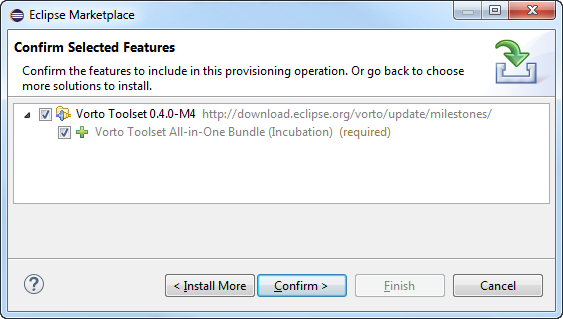 Eclipse Marketplace
Confirm Selected Features
Confirm the features to include in this provisioning operation. Or go back to choose
more solutions to install.
Vorto Toolset 0.4.0-M4 http://download.eclipse.org/vorto/update/milestones/
Vorto Toolset All-in-One Bundle (Incubation) (required)
? < Install More Confirm > Finish Cancel